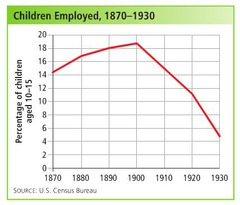 Children Employed, 1870–1930
Percentage of children
aged 10–15
20
18
16
14
12
10
8
6
4
2
0
1870 1880 1890 1900 1910 1920 1930
SOURCE: U.S. Census Bureau